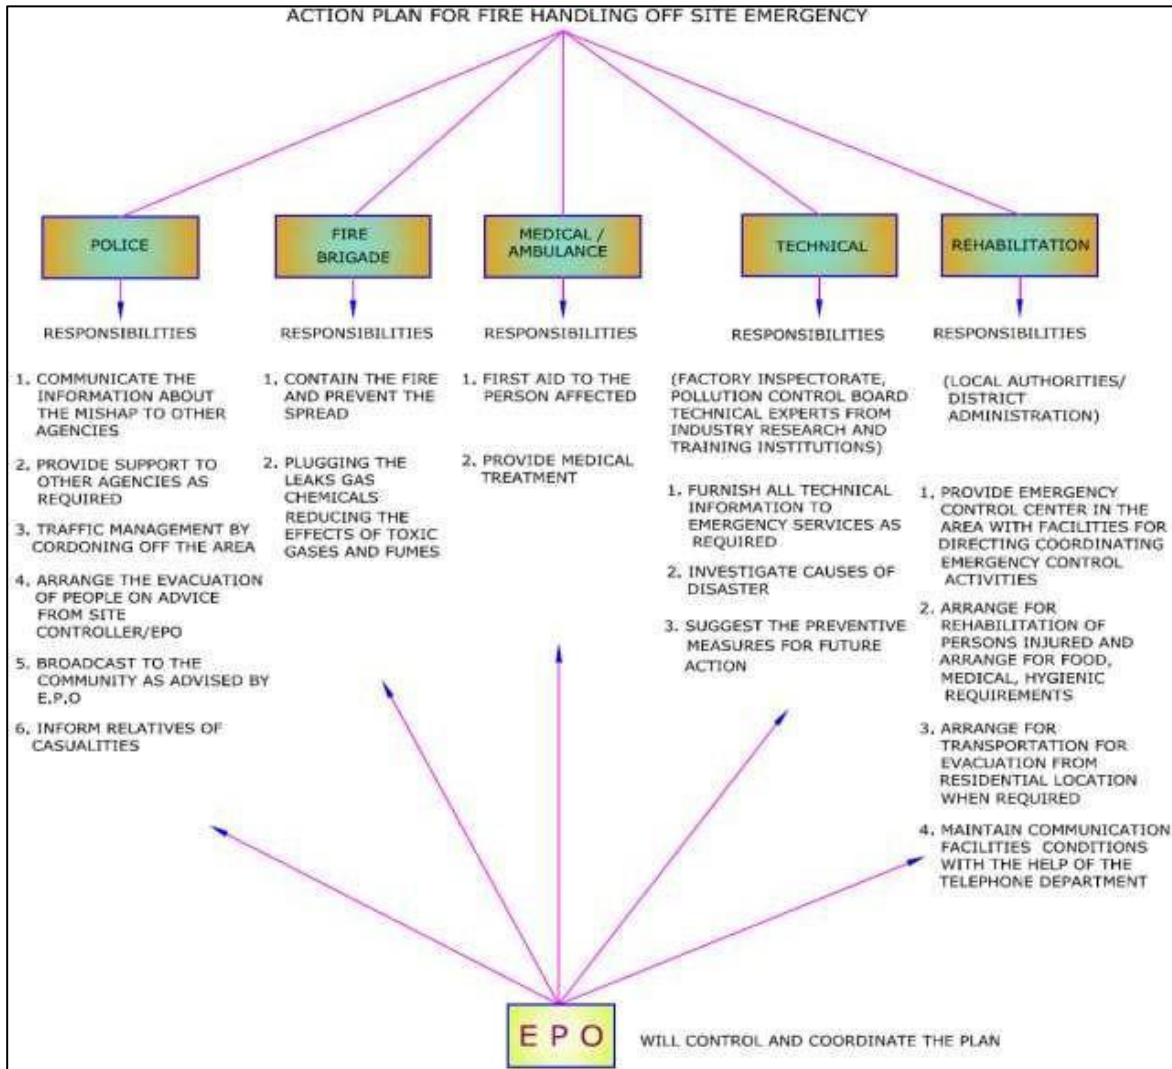 ACTION PLAN FOR FIRE HANDLING OFF SITE EMERGENCY
POLICE
RESPONSIBILITIES
1. COMMUNICATE THE
INFORMATION ABOUT
THE MISHAP TO OTHER
AGENCIES
2. PROVIDE SUPPORT TO
OTHER AGENCIES AS
REQUIRED
3. TRAFFIC MANAGEMENT BY
CORDONING OFF THE AREA
4. ARRANGE THE EVACUATION
OF PEOPLE ON ADVICE
FROM SITE
CONTROLLER/EPO
5. BROADCAST TO THE
COMMUNITY AS ADVISED BY
E.P.O
6. INFORM RELATIVES OF
CASUALITIES
FIRE
BRIGADE
RESPONSIBILITIES
1. CONTAIN THE FIRE
AND PREVENT THE
SPREAD
2. PLUGGING THE
LEAKS GAS
CHEMICALS
REDUCING THE
EFFECTS OF TOXIC
GASES AND FUMES
MEDICAL /
AMBULANCE
RESPONSIBILITIES
1. FIRST AID TO THE
PERSON AFFECTED
2. PROVIDE MEDICAL
TREATMENT
TECHNICAL
RESPONSIBILITIES
(FACTORY INSPECTORATE,
POLLUTION CONTROL BOARD
TECHNICAL EXPERTS FROM
INDUSTRY RESEARCH AND
TRAINING INSTITUTIONS)
1. FURNISH ALL TECHNICAL
INFORMATION TO
EMERGENCY SERVICES AS
REQUIRED
2. INVESTIGATE CAUSES OF
DISASTER
3. SUGGEST THE PREVENTIVE
MEASURES FOR FUTURE
ACTION
REHABILITATION
RESPONSIBILITIES
(LOCAL AUTHORITIES/
DISTRICT
ADMINISTRATION)
1. PROVIDE EMERGENCY
CONTROL CENTER IN THE
AREA WITH FACILITIES FOR
DIRECTING COORDINATING
EMERGENCY CONTROL
ACTIVITIES
2. ARRANGE FOR
REHABILITATION OF
PERSONS INJURED AND
ARRANGE FOR FOOD,
MEDICAL, HYGIENIC
REQUIREMENTS
3. ARRANGE FOR
TRANSPORTATION FOR
EVACUATION FROM
RESIDENTIAL LOCATION
WHEN REQUIRED
4. MAINTAIN COMMUNICATION
FACILITIES CONDITIONS
WITH THE HELP OF THE
TELEPHONE DEPARTMENT
E P O
WILL CONTROL AND COORDINATE THE PLAN